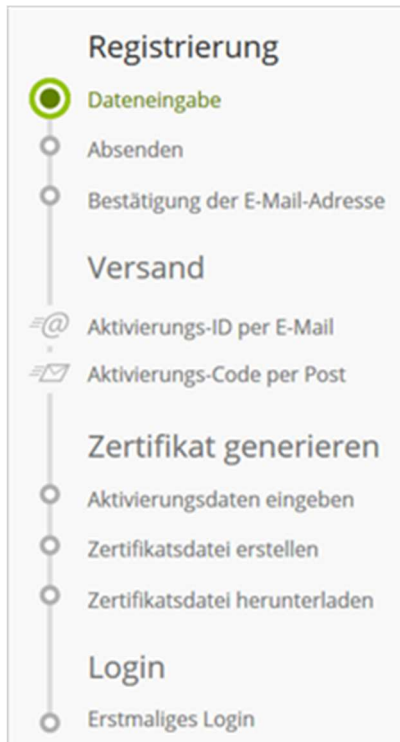 Registrierung
Dateneingabe
Absenden
Bestätigung der E-Mail-Adresse
Versand
@ Aktivierungs-ID per E-Mail
Aktivierungs-Code per Post
Zertifikat generieren
Aktivierungsdaten eingeben
Zertifikatsdatei erstellen
Zertifikatsdatei herunterladen
Login
Erstmaliges Login